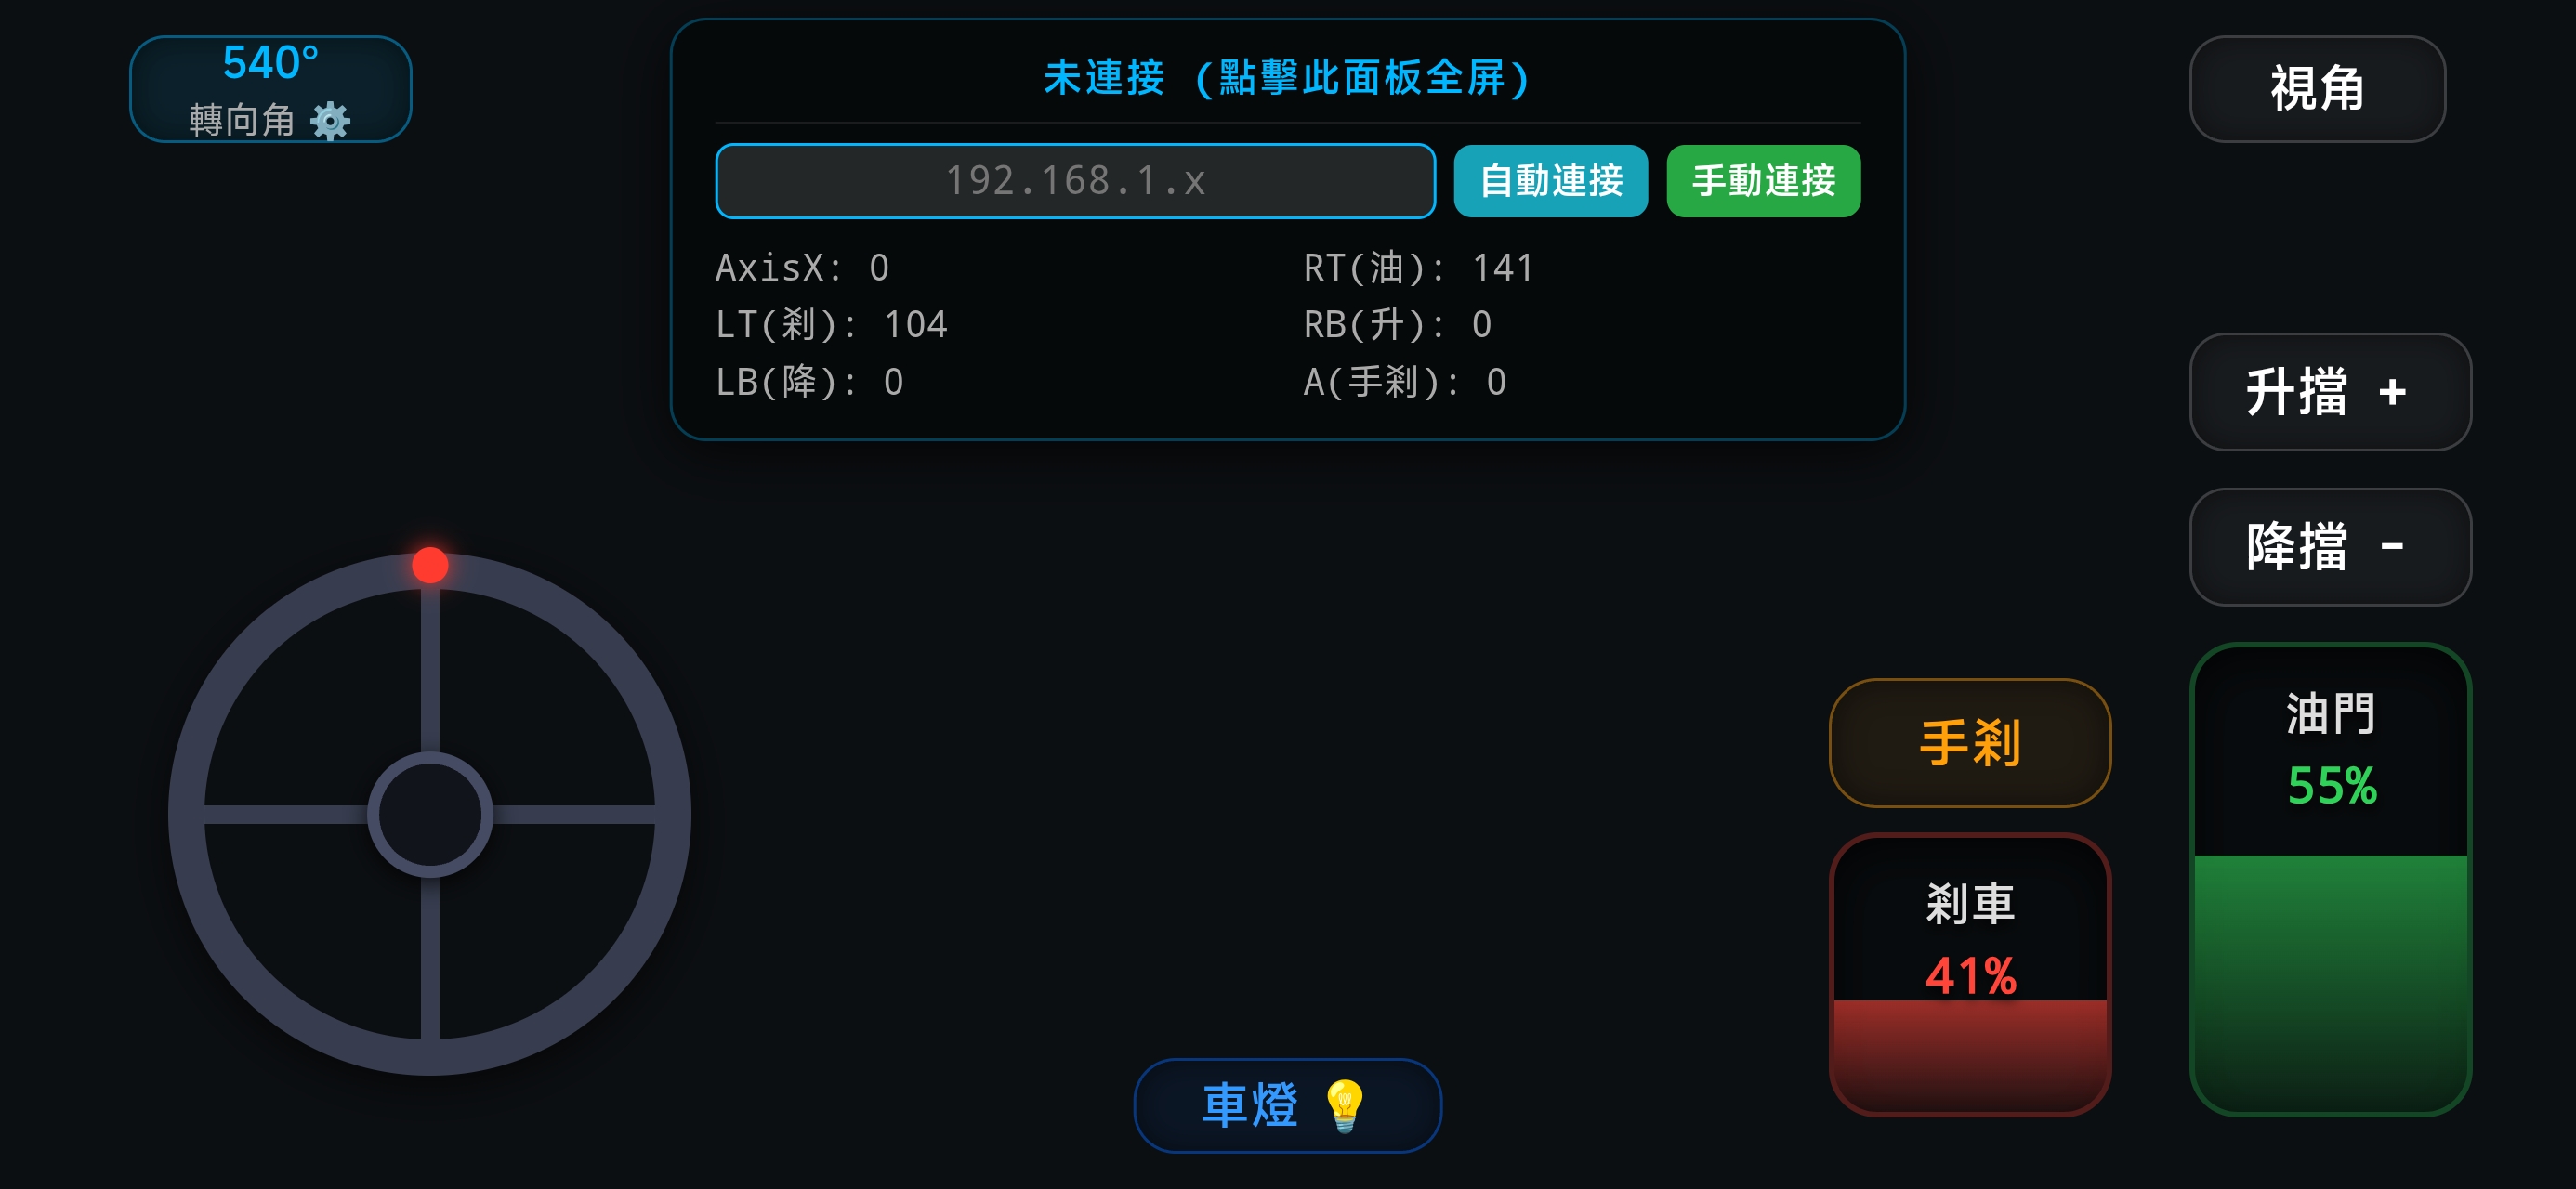 540°
轉向角 ⚙️
未連接 (點擊此面板全屏)
192.168.1.x
自動連接
手動連接
AxisX: 0
RT(油): 141
LT(剎): 104
RB(升): 0
LB(降): 0
A(手剎): 0
視角
升擋 +
降擋 -
手剎
油門
55%
剎車
41%
車燈 💡